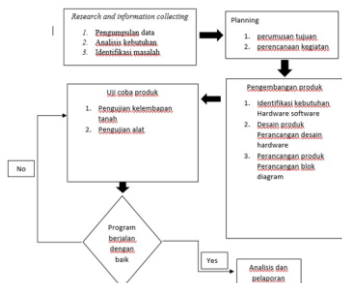 Research and information collecting
1. Pengumpulan data
2. Analisis kebutuhan
3. Identifikasi masalah
Planning
1. perumusan tujuan
2. perencanaan kegiatan
Pengembangan produk
1. Identifikasi kebutuhan
Hardware software
2. Desain produk
Perancangan desain
hardware
3. Perancangan produk
Perancangan blok
diagram
Uji coba produk
1. Pengujian kelembapan
tanah
2. Pengujian alat
No
Program
berjalan
dengan
baik
Yes
Analisis dan
pelaporan